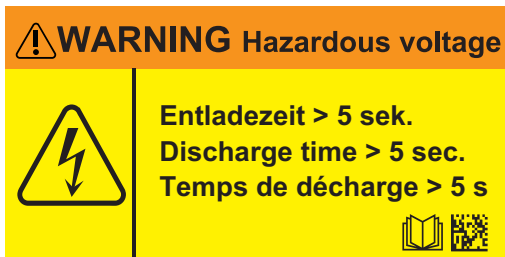 WARNING Hazardous voltage
Entladezeit > 5 sek.
Discharge time > 5 sec.
Temps de décharge > 5 s